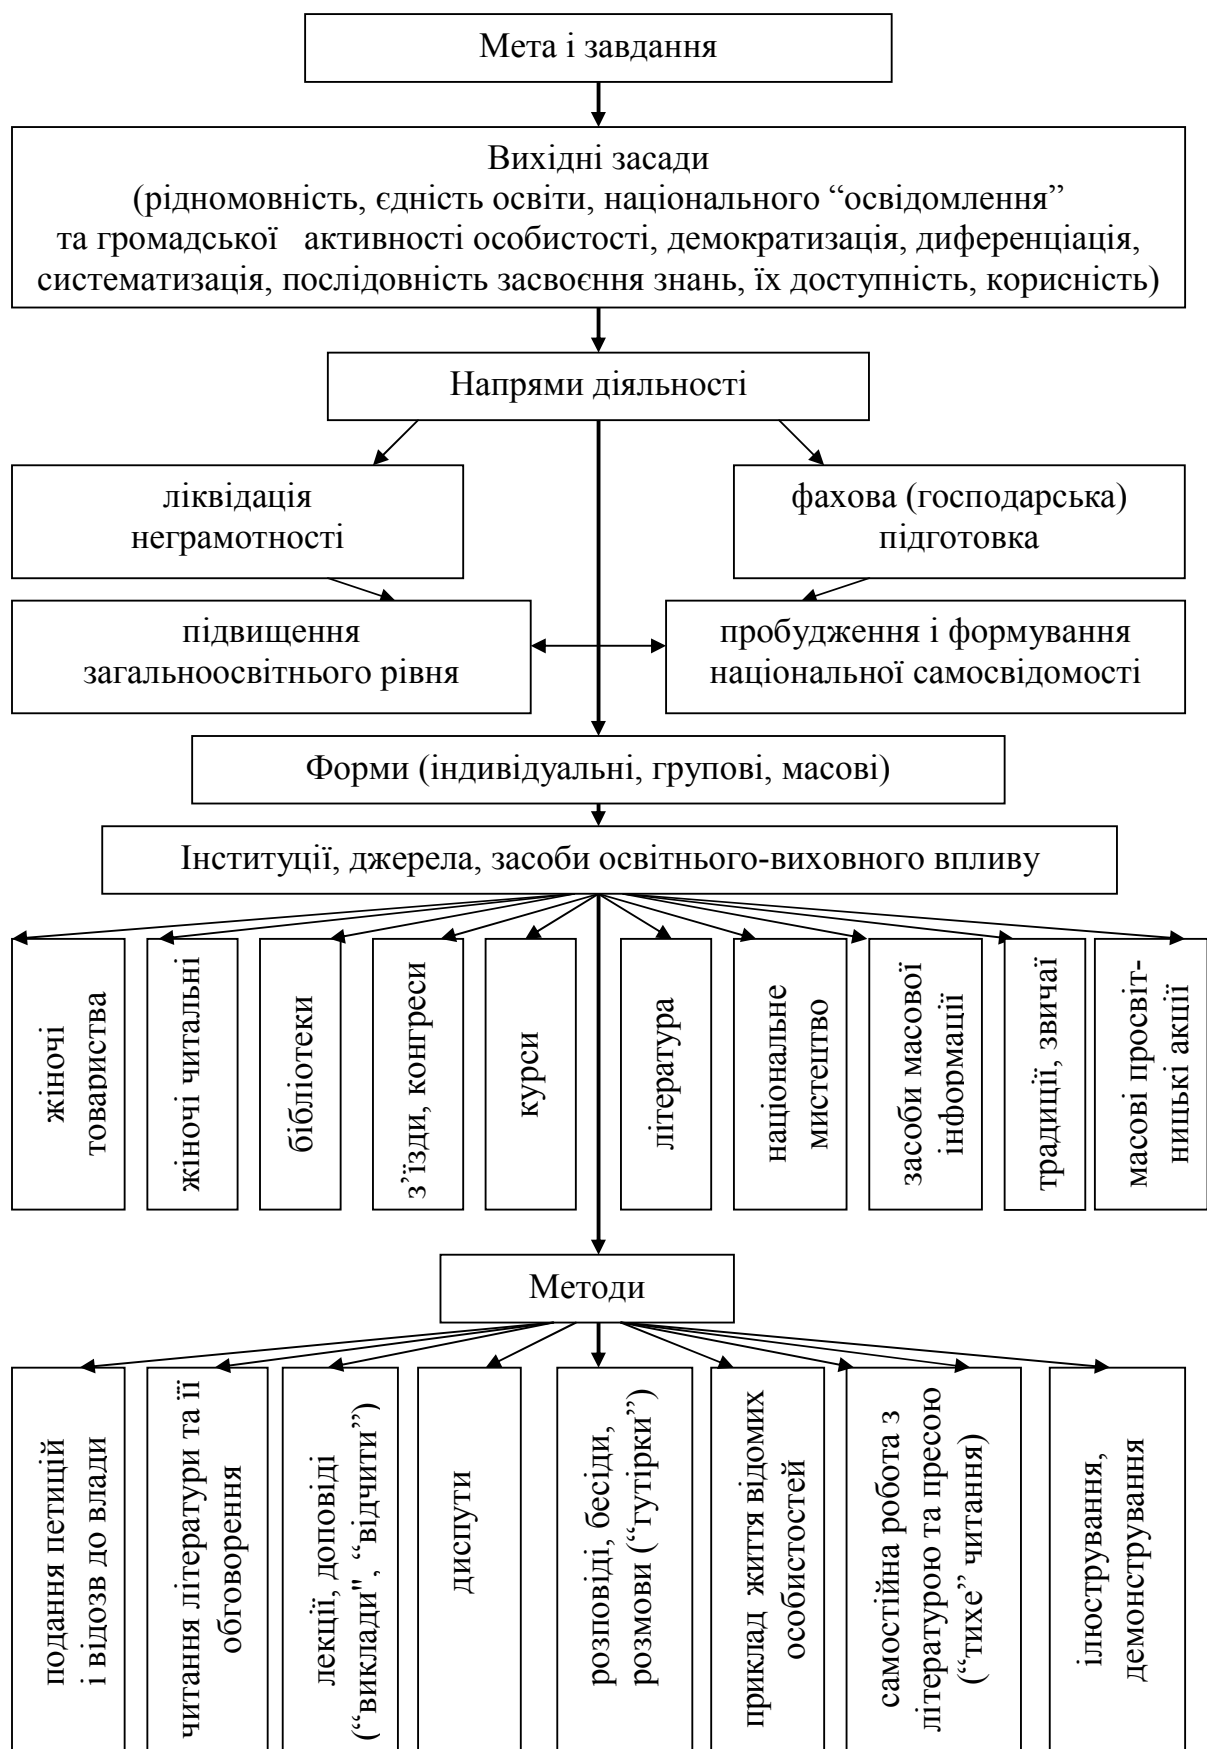 Мета і завдання
Вихідні засади
(рідномовність, єдність освіти, національного “освідомлення”
та громадської активності особистості, демократизація, диференціація,
систематизація, послідовність засвоєння знань, їх доступність, корисність)
Напрями діяльності
ліквідація
неграмотності
фахова (господарська)
підготовка
підвищення
загальноосвітнього рівня
пробудження і формування
національної самосвідомості
Форми (індивідуальні, групові, масові)
Інституції, джерела, засоби освітнього-виховного впливу
жіночі
товариства
жіночі читальні
бібліотеки
з’їзди, конгреси
курси
література
національне
мистецтво
засоби масової
інформації
традиції, звичаї
масові просвіт-
ницькі акції
Методи
подання петицій
і відозв до влади
читання літератури та її
обговорення
лекції, доповіді
(“виклади", “відчити”)
диспути
розповіді, бесіди,
розмови (“гутірки”)
приклад життя відомих
особистостей
самостійна робота з
літературою та пресою
(“тихе” читання)
ілюстрування,
демонстрування